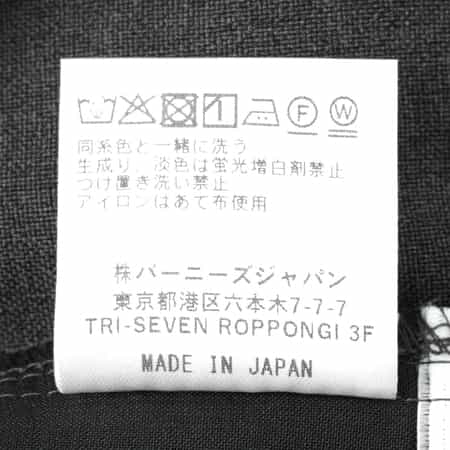 F W
同系色と一緒に洗う
生成り、淡色は蛍光増白剤禁止
つけ置き洗い禁止
アイロンはあて布使用
株バーニーズジャパン
東京都港区六本木7-7-7
TRI-SEVEN ROPPONGI 3F
MADE IN JAPAN